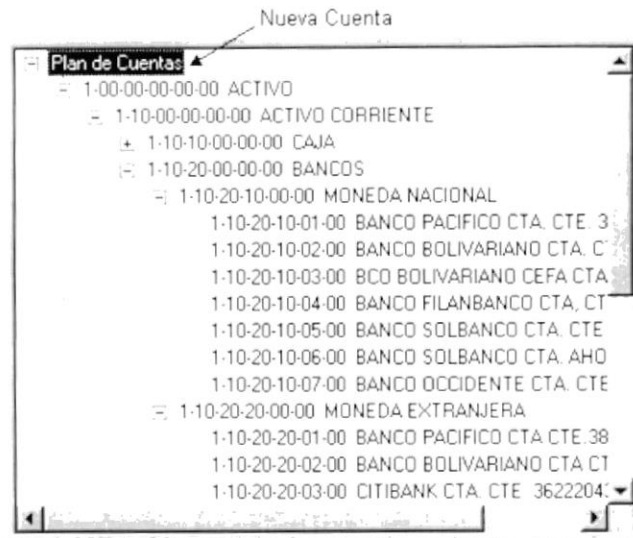 Nueva Cuenta
Plan de Cuentas
1-00-00-00-00-00 ACTIVO
1-10-00-00-00-00 ACTIVO CORRIENTE
1-10-10-00-00-00 CAJA
1-10-20-00-00-00 BANCOS
1-10-20-10-00-00 MONEDA NACIONAL
1-10-20-10-01-00 BANCO PACIFICO CTA. CTE. 3
1-10-20-10-02-00 BANCO BOLIVARIANO CTA. C
1-10-20-10-03-00 BCO BOLIVARIANO CEFA CTA
1-10-20-10-04-00 BANCO FILANBANCO CTA, CT
1-10-20-10-05-00 BANCO SOLBANCO CTA. CTE
1-10-20-10-06-00 BANCO SOLBANCO CTA. AHO
1-10-20-10-07-00 BANCO OCCIDENTE CTA. CTE
1-10-20-20-00-00 MONEDA EXTRANJERA
1-10-20-20-01-00 BANCO PACIFICO CTA CTE.38
1-10-20-20-02-00 BANCO BOLIVARIANO CTA CT
1-10-20-20-03-00 CITIBANK CTA. CTE 3622204